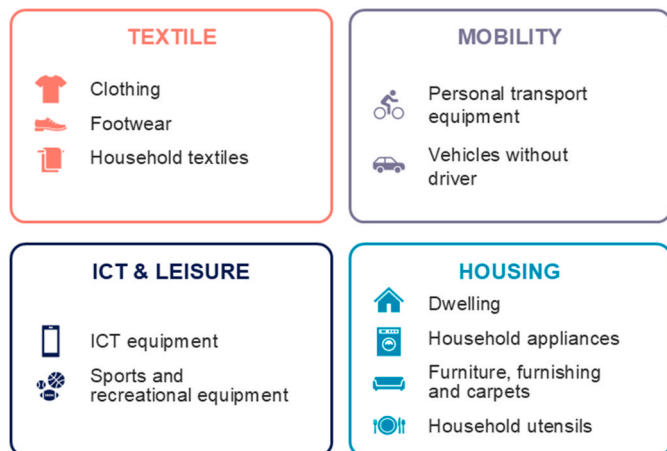 TEXTILE
Clothing
Footwear
Household textiles
MOBILITY
Personal transport
equipment
Vehicles without
driver
ICT & LEISURE
ICT equipment
Sports and
recreational equipment
HOUSING
Dwelling
Household appliances
Furniture, furnishing
and carpets
Household utensils